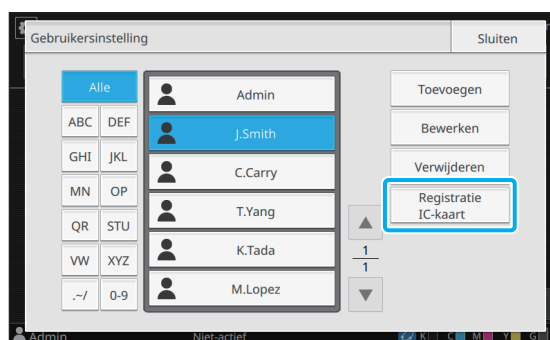 Gebruikersinstelling
Sluiten
Alle
ABC DEF
GHI JKL
MN OP
QR STU
VW XYZ
.~/ 0-9
Admin
J.Smith
C.Carry
T.Yang
K.Tada
M.Lopez
1
1
Toevoegen
Bewerken
Verwijderen
Registratie
IC-kaart
Admin Niet-actief K C M Y G